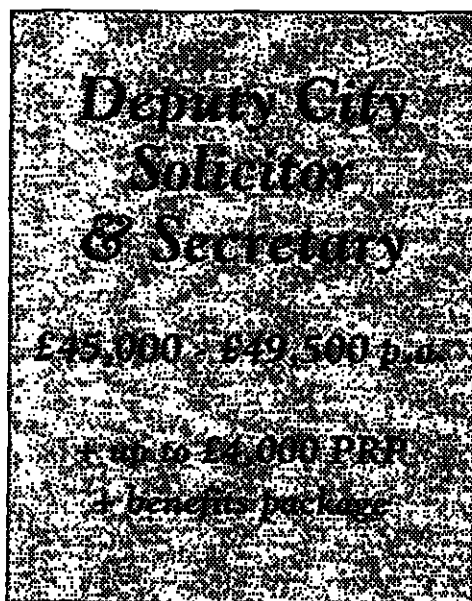 Deputy City
Solicitor
& Secretary
£45,000 - £49,500 p.a.
+ up to £4,000 PRP
+ benefits package